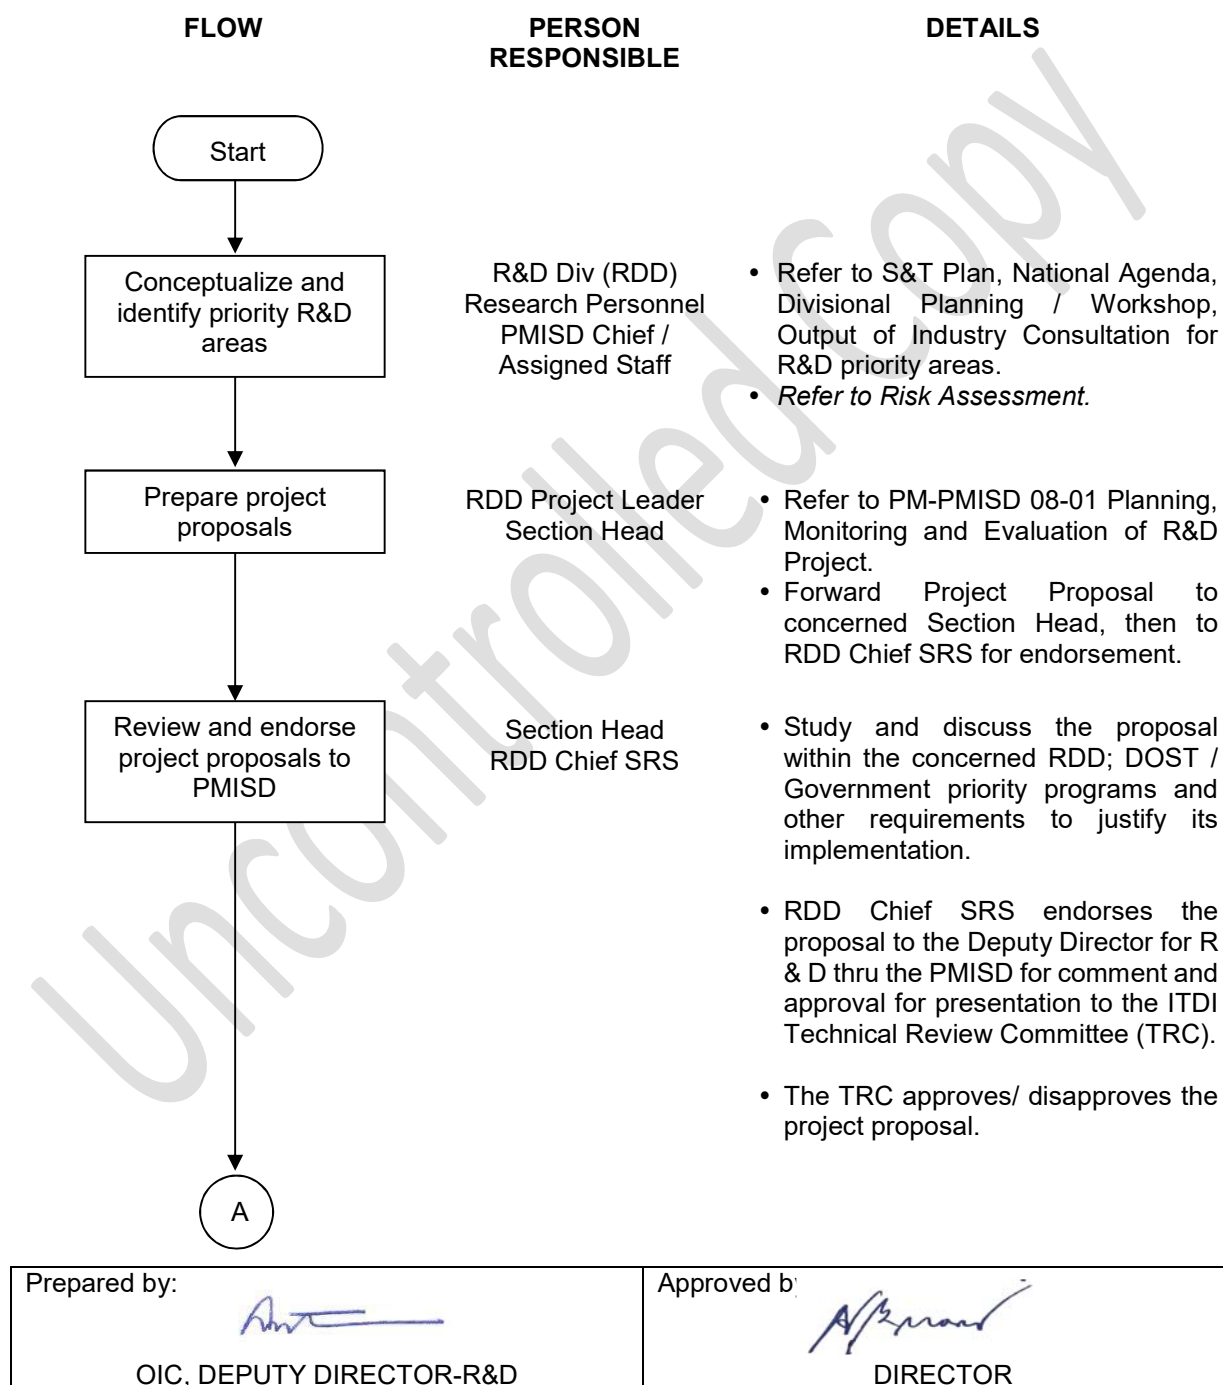 FLOW
PERSON
RESPONSIBLE
DETAILS
Start
Conceptualize and
identify priority R&D
areas
R&D Div (RDD)
Research Personnel
PMISD Chief /
Assigned Staff
• Refer to S&T Plan, National Agenda,
Divisional Planning / Workshop,
Output of Industry Consultation for
R&D priority areas.
• Refer to Risk Assessment.
Prepare project
proposals
RDD Project Leader
Section Head
• Refer to PM-PMISD 08-01 Planning,
Monitoring and Evaluation of R&D
Project.
• Forward Project Proposal to
concerned Section Head, then to
RDD Chief SRS for endorsement.
Review and endorse
project proposals to
PMISD
Section Head
RDD Chief SRS
• Study and discuss the proposal
within the concerned RDD; DOST /
Government priority programs and
other requirements to justify its
implementation.
• RDD Chief SRS endorses the
proposal to the Deputy Director for R
& D thru the PMISD for comment and
approval for presentation to the ITDI
Technical Review Committee (TRC).
• The TRC approves/ disapproves the
project proposal.
A
Uncontrolled Copy
Prepared by:
OIC, DEPUTY DIRECTOR-R&D
Approved by
DIRECTOR